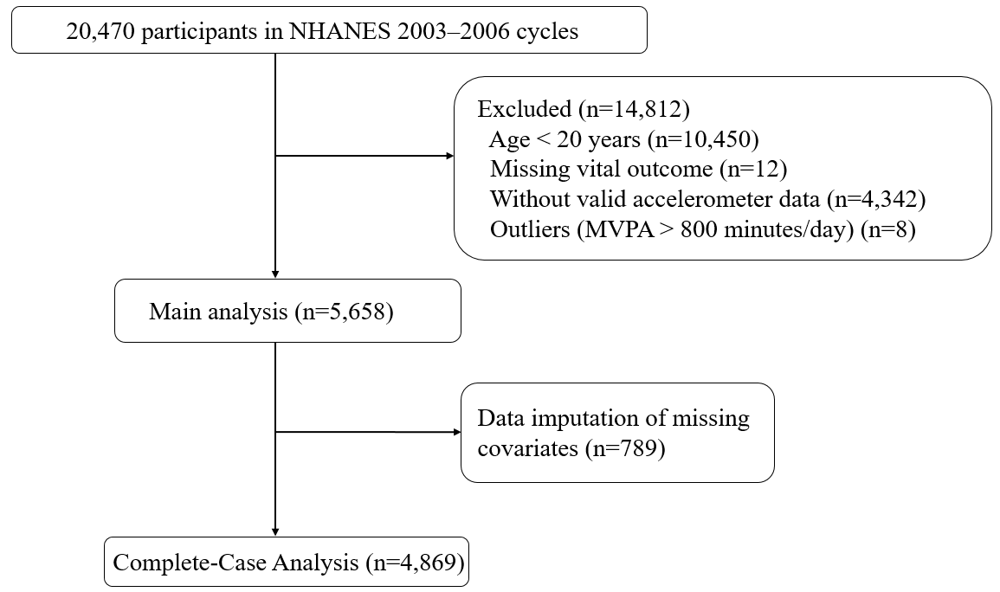 20,470 participants in NHANES 2003–2006 cycles
Excluded (n=14,812)
Age < 20 years (n=10,450)
Missing vital outcome (n=12)
Without valid accelerometer data (n=4,342)
Outliers (MVPA > 800 minutes/day) (n=8)
Main analysis (n=5,658)
Data imputation of missing
covariates (n=789)
Complete-Case Analysis (n=4,869)